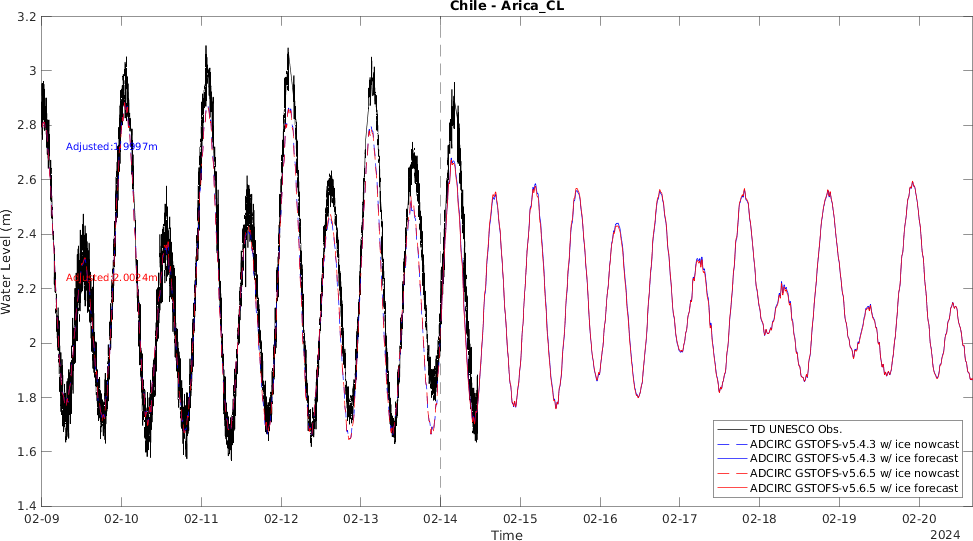 Chile - Arica_CL
3.2
3
2.8
2.6
2.4
2.2
2
1.8
1.6
1.4
Water Level (m)
Adjusted:1.9997m
Adjusted:2.0024m
TD UNESCO Obs.
ADCIRC GSTOFS-v5.4.3 w/ ice nowcast
ADCIRC GSTOFS-v5.4.3 w/ ice forecast
ADCIRC GSTOFS-v5.6.5 w/ ice nowcast
ADCIRC GSTOFS-v5.6.5 w/ ice forecast
02-09 02-10 02-11 02-12 02-13 02-14 02-15 02-16 02-17 02-18 02-19 02-20
Time
2024